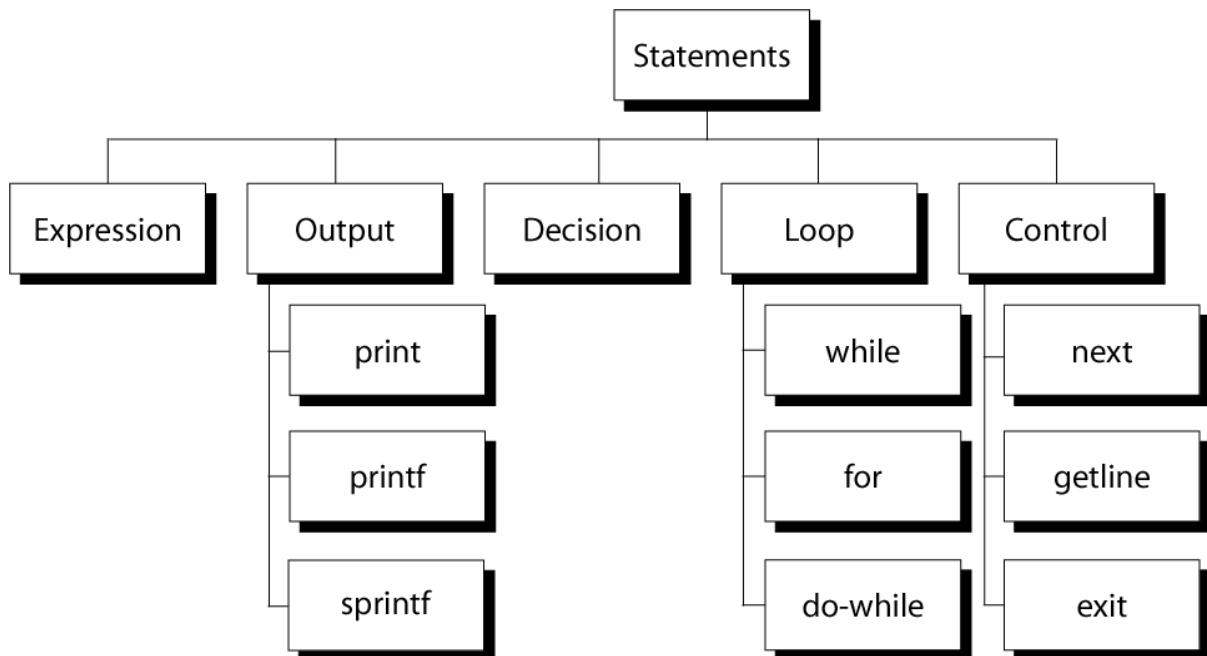 Statements
Expression
Output
Decision
Loop
Control
print
while
next
printf
for
getline
sprintf
do-while
exit